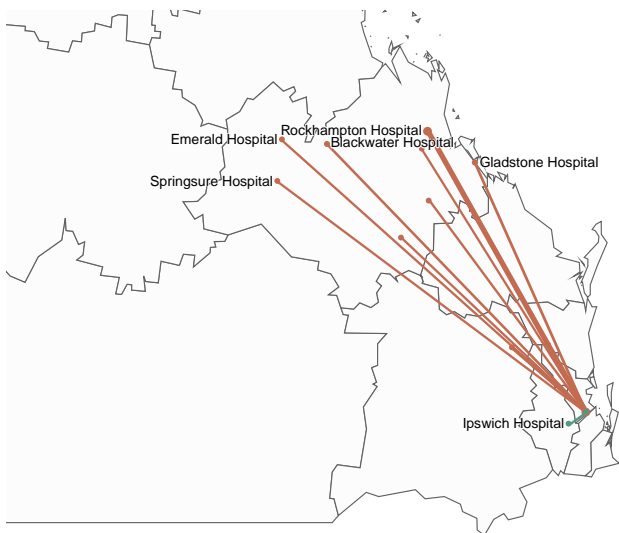 Rockhampton Hospital
Emerald Hospital
Blackwater Hospital
Gladstone Hospital
Springsure Hospital
Ipswich Hospital